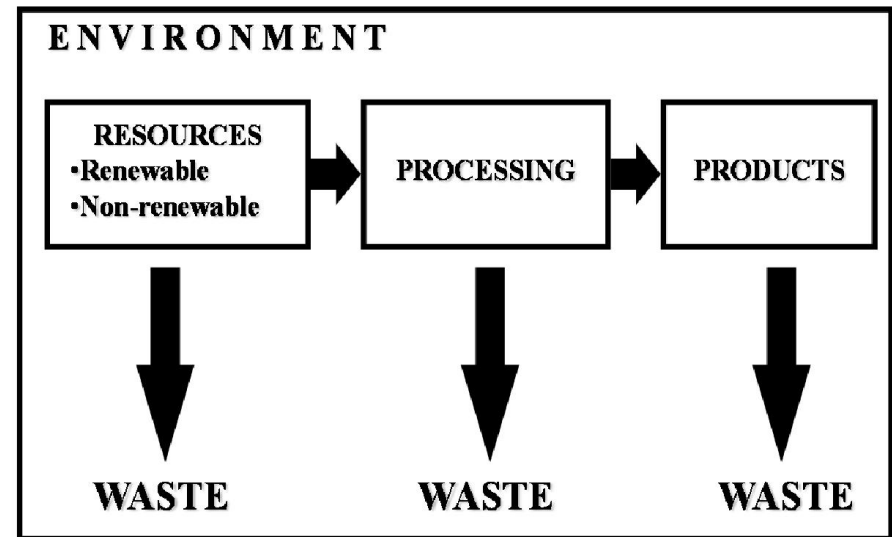 ENVIRONMENT
RESOURCES
•Renewable
•Non-renewable
PROCESSING
PRODUCTS
WASTE
WASTE
WASTE